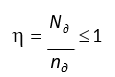 η = N∂ / n∂ ≤ 1